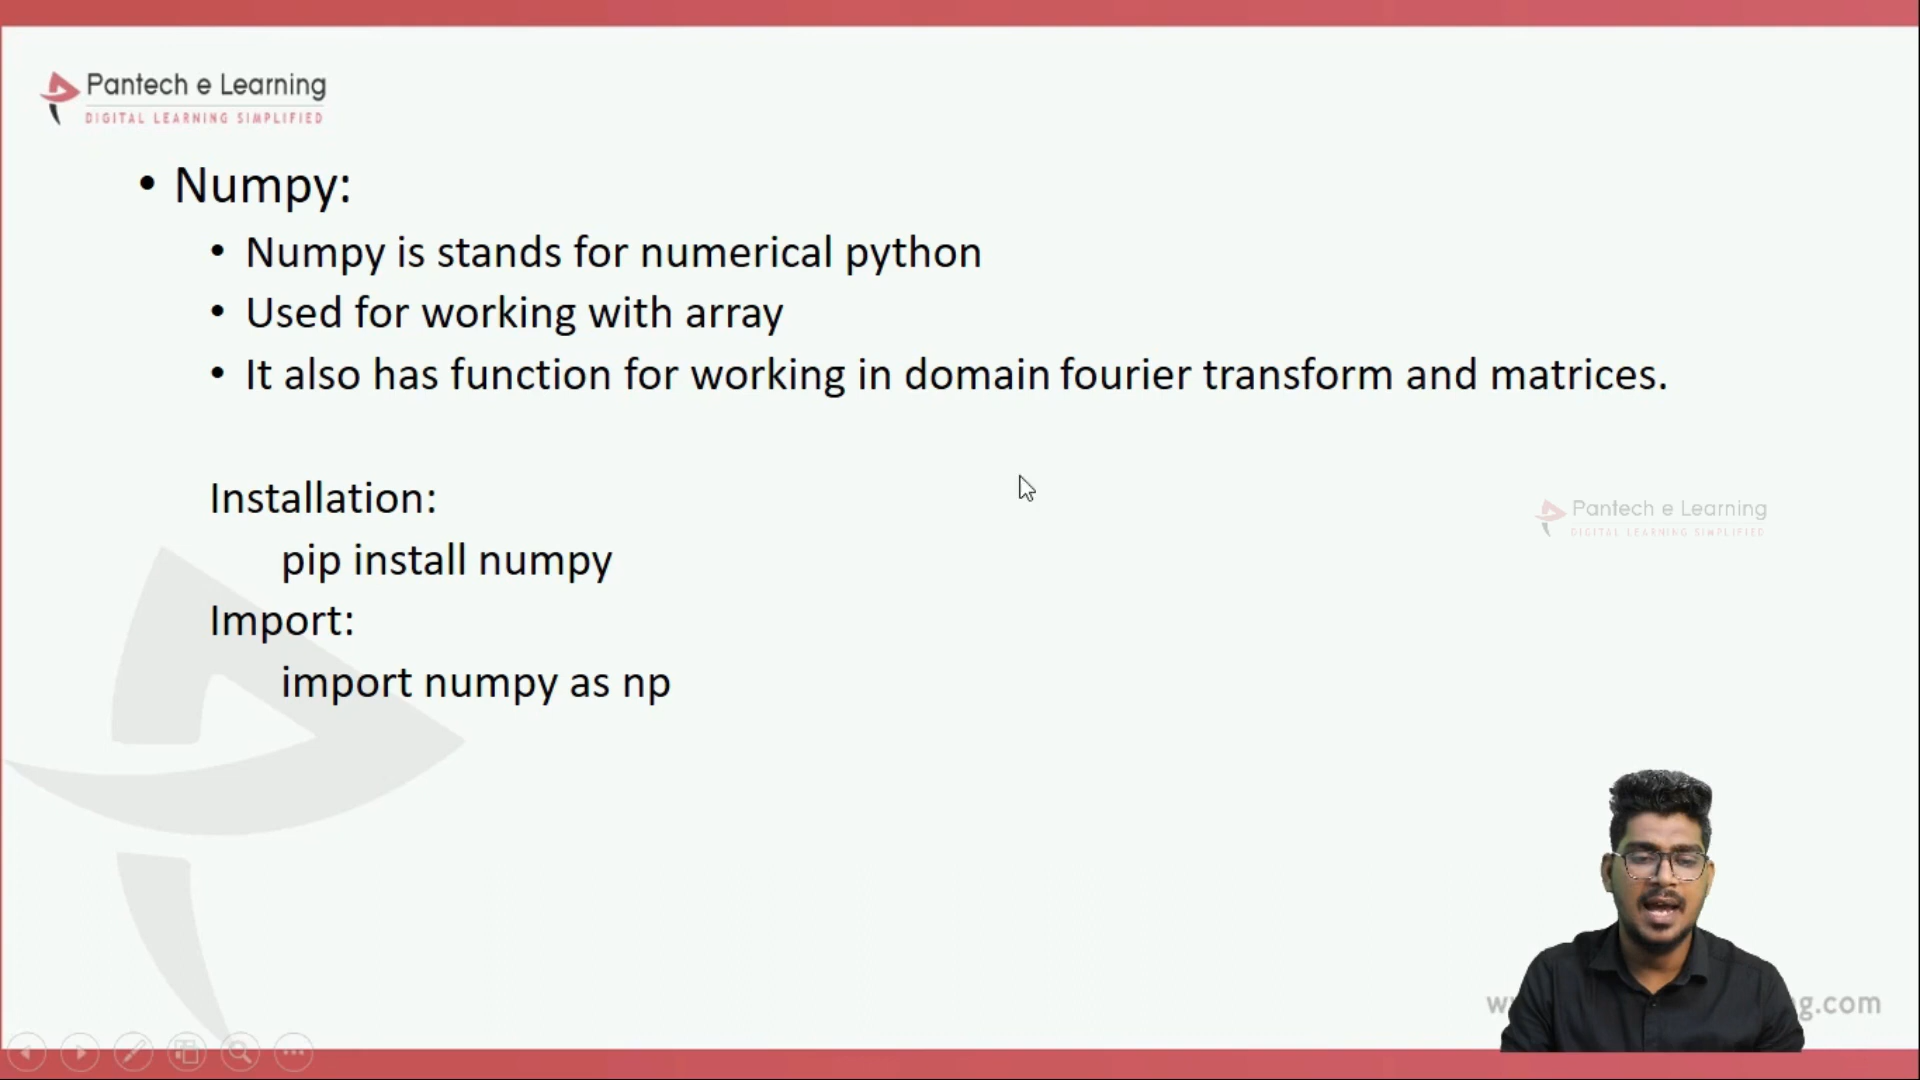 Pantech e Learning
DIGITAL LEARNING SIMPLIFIED
• Numpy:
• Numpy is stands for numerical python
• Used for working with array
• It also has function for working in domain fourier transform and matrices.
Installation:
pip install numpy
Pantech e Learning
DIGITAL LEARNING SIMPLIFIED
Import:
import numpy as np
g.com